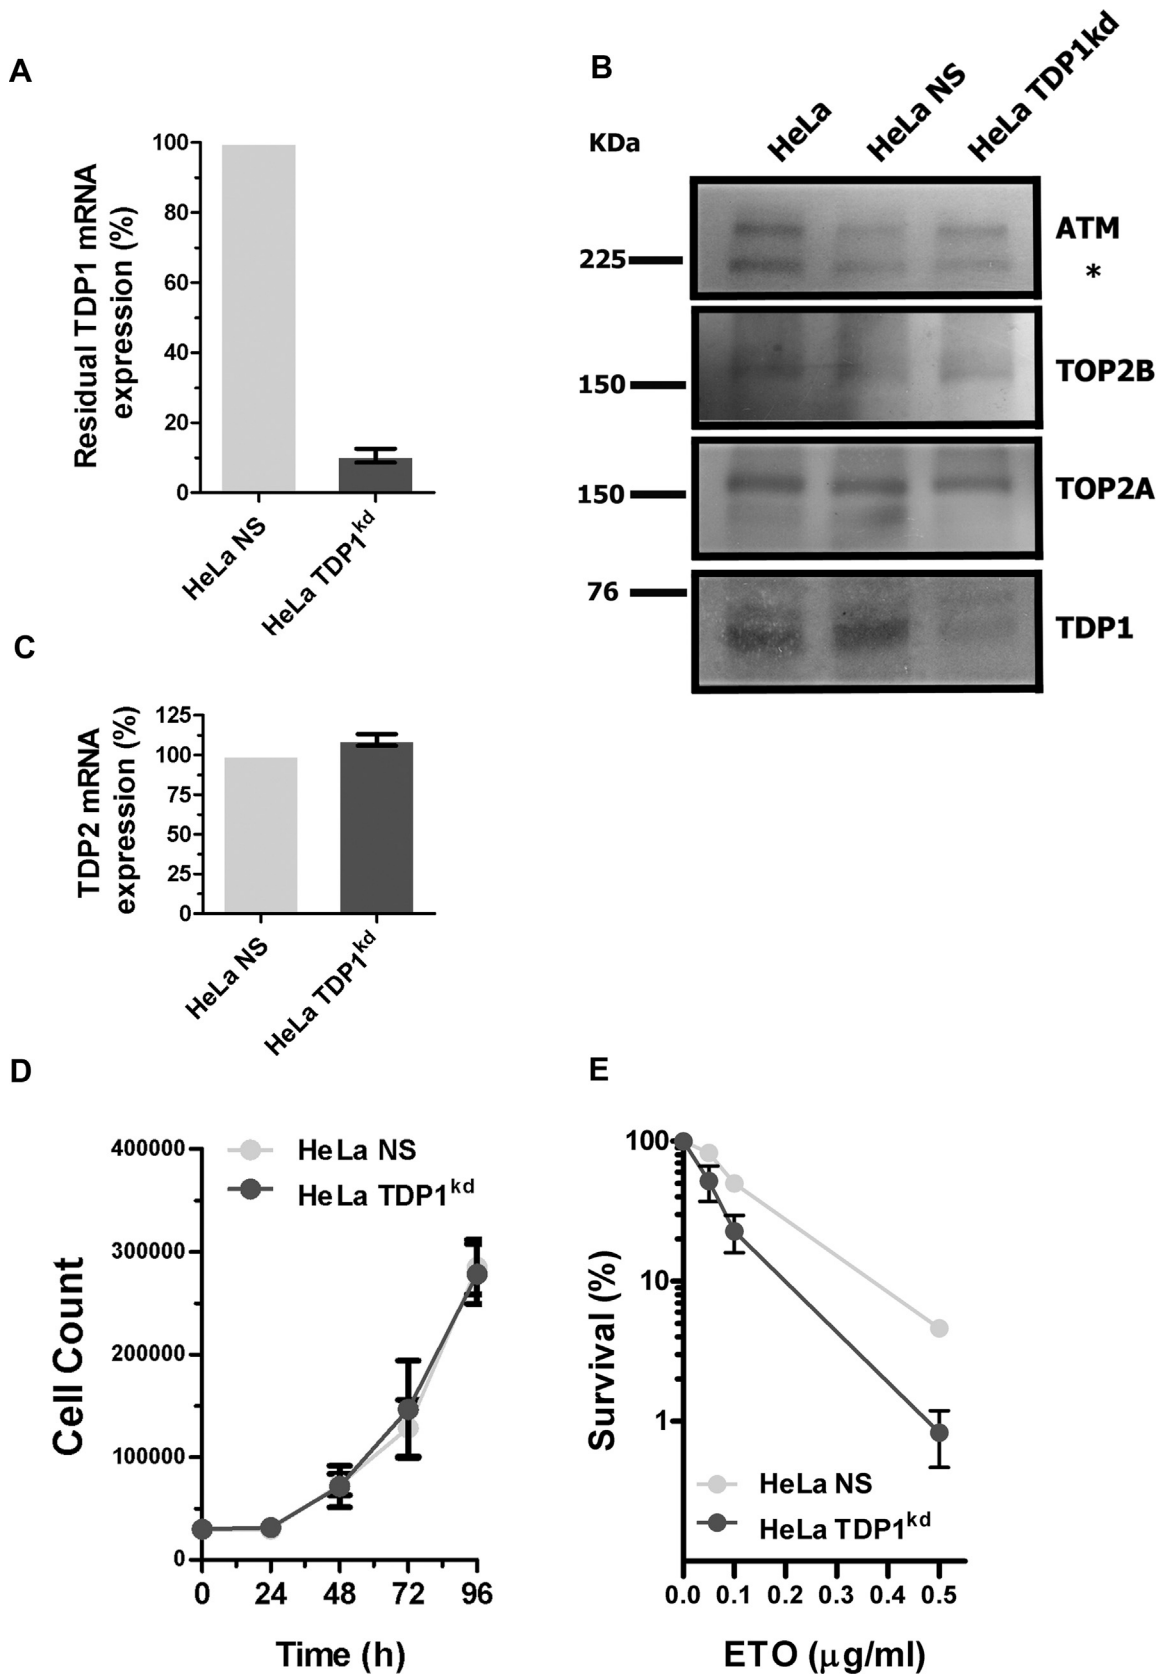 A
Residual TDP1 mRNA
expression (%)
100
80
60
40
20
0
HeLa NS
HeLa TDP1kd
B
KDa
HeLa
HeLa NS
HeLa TDP1kd
225
ATM
*
150
TOP2B
150
TOP2A
76
TDP1
C
TDP2 mRNA
expression (%)
125
100
75
50
25
0
HeLa NS
HeLa TDP1kd
D
Cell Count
400000
300000
200000
100000
0
HeLa NS
HeLa TDP1kd
0 24 48 72 96
Time (h)
E
Survival (%)
100
10
1
HeLa NS
HeLa TDP1kd
0.0 0.1 0.2 0.3 0.4 0.5
ETO (µg/ml)